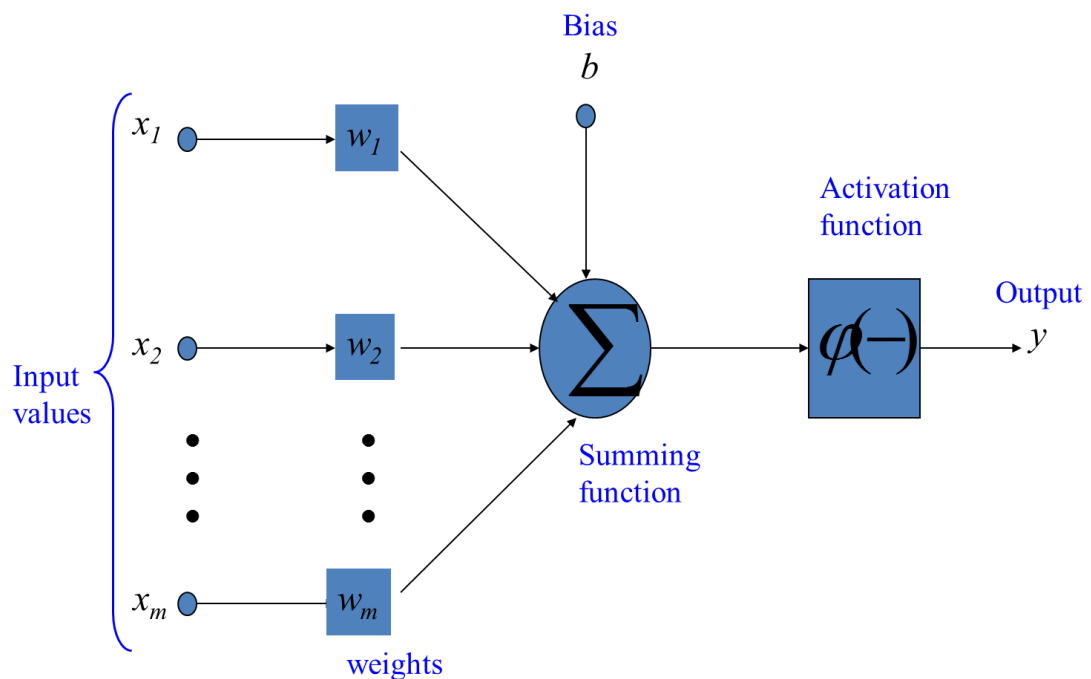 Bias
b
x1
w1
Activation
function
Output
x2
w2
∑
φ(−)
y
Input
values
Summing
function
xm
wm
weights